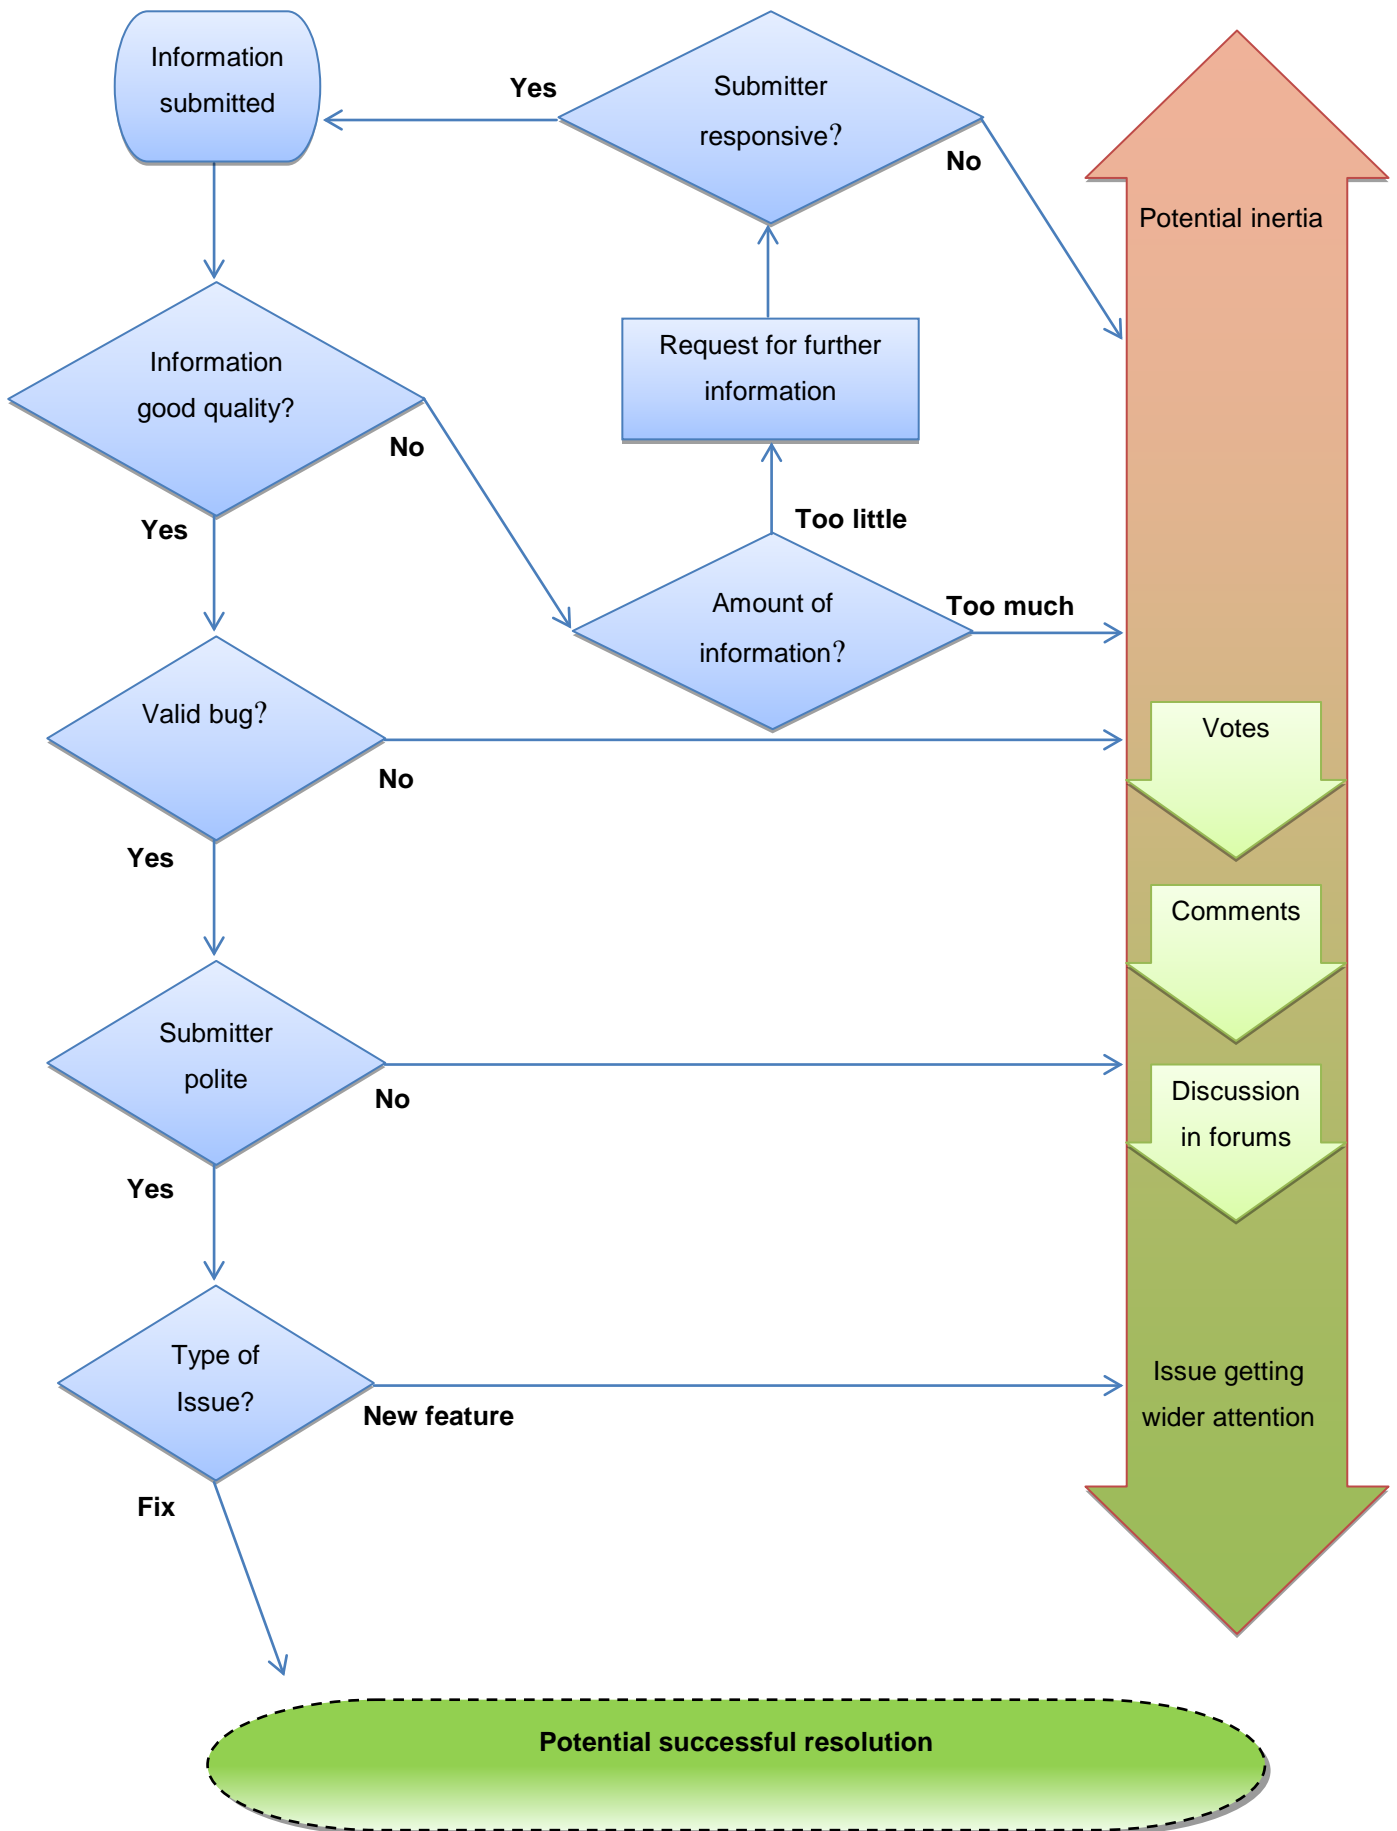 Information
submitted
Yes
Submitter
responsive?
No
Potential inertia
Information
good quality?
No
Yes
Request for further
information
Too little
Amount of
information?
Too much
Valid bug?
No
Yes
Votes
Comments
Submitter
polite
No
Yes
Discussion
in forums
Type of
Issue?
New feature
Fix
Issue getting
wider attention
Potential successful resolution